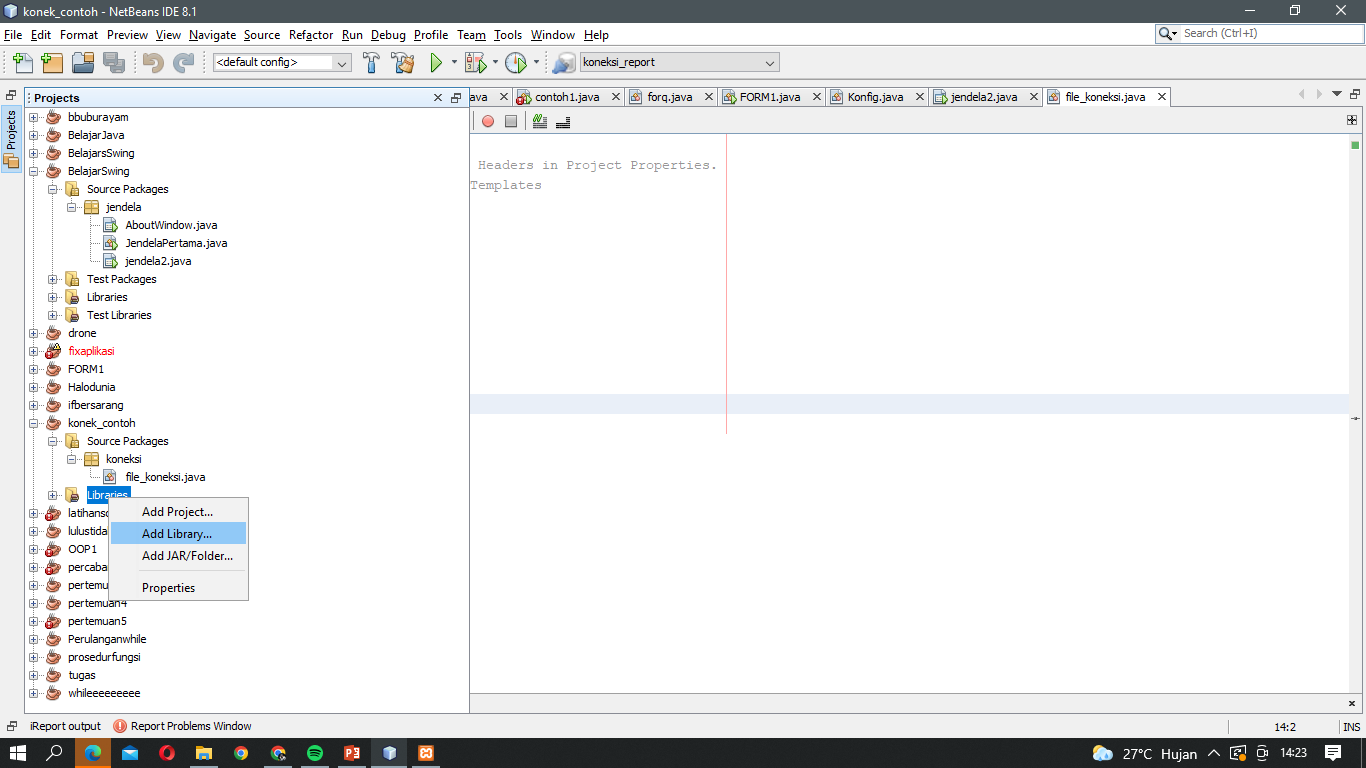 konek_contoh - NetBeans IDE 8.1
File Edit Format Preview View Navigate Source Refactor Run Debug Profile Team Tools Window Help
Search (Ctrl+I)
<default config>
koneksi_report
Projects
ava
contoh1.java
forq.java
FORM1.java
Konfig.java
jendela2.java
file_koneksi.java
Projects
bbuburayam
BelajarJava
BelajarsSwing
BelajarSwing
Source Packages
jendela
AboutWindow.java
JendelaPertama.java
jendela2.java
Test Packages
Libraries
Test Libraries
drone
fixaplikasi
FORM1
Halodunia
ifbersarang
konek_contoh
Source Packages
koneksi
file_koneksi.java
Libraries
latihanso
lulustida
OOP1
percaba
pertemu
pertemuan4
pertemuan5
Perulanganwhile
prosedurfungsi
tugas
whileeeeeeeee
Add Project...
Add Library...
Add JAR/Folder...
Properties
Headers in Project Properties.
Templates
iReport output
Report Problems Window
14:2
INS
27°C Hujan
14:23